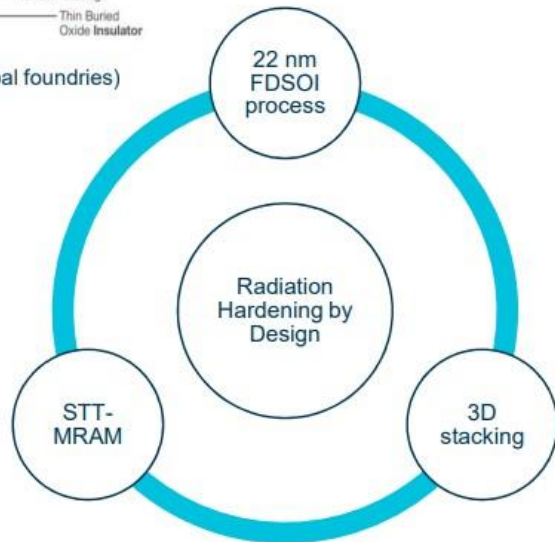 Thin Buried
Oxide Insulator
al foundries)
22 nm
FDSOI
process
Radiation
Hardening by
Design
STT-
MRAM
3D
stacking